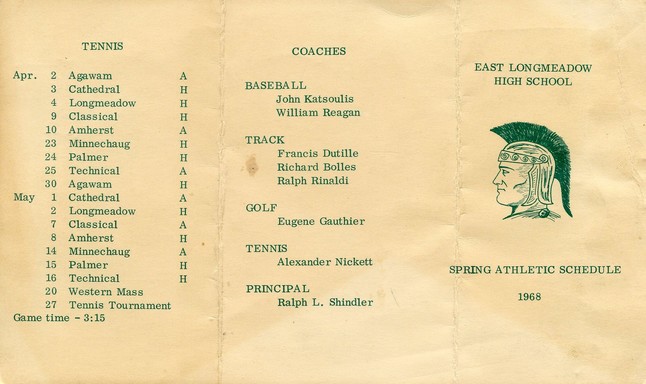 TENNIS
Apr. 2 Agawam A
3 Cathedral H
4 Longmeadow H
9 Classical H
10 Amherst A
23 Minnechaug H
24 Palmer H
25 Technical A
30 Agawam H
May 1 Cathedral A
2 Longmeadow H
7 Classical A
8 Amherst H
14 Minnechaug A
15 Palmer H
16 Technical H
20 Western Mass
27 Tennis Tournament
Game time - 3:15
COACHES
BASEBALL
John Katsoulis
William Reagan
TRACK
Francis Dutille
Richard Bolles
Ralph Rinaldi
GOLF
Eugene Gauthier
TENNIS
Alexander Nickett
PRINCIPAL
Ralph L. Shindler
EAST LONGMEADOW
HIGH SCHOOL
SPRING ATHLETIC SCHEDULE
1968